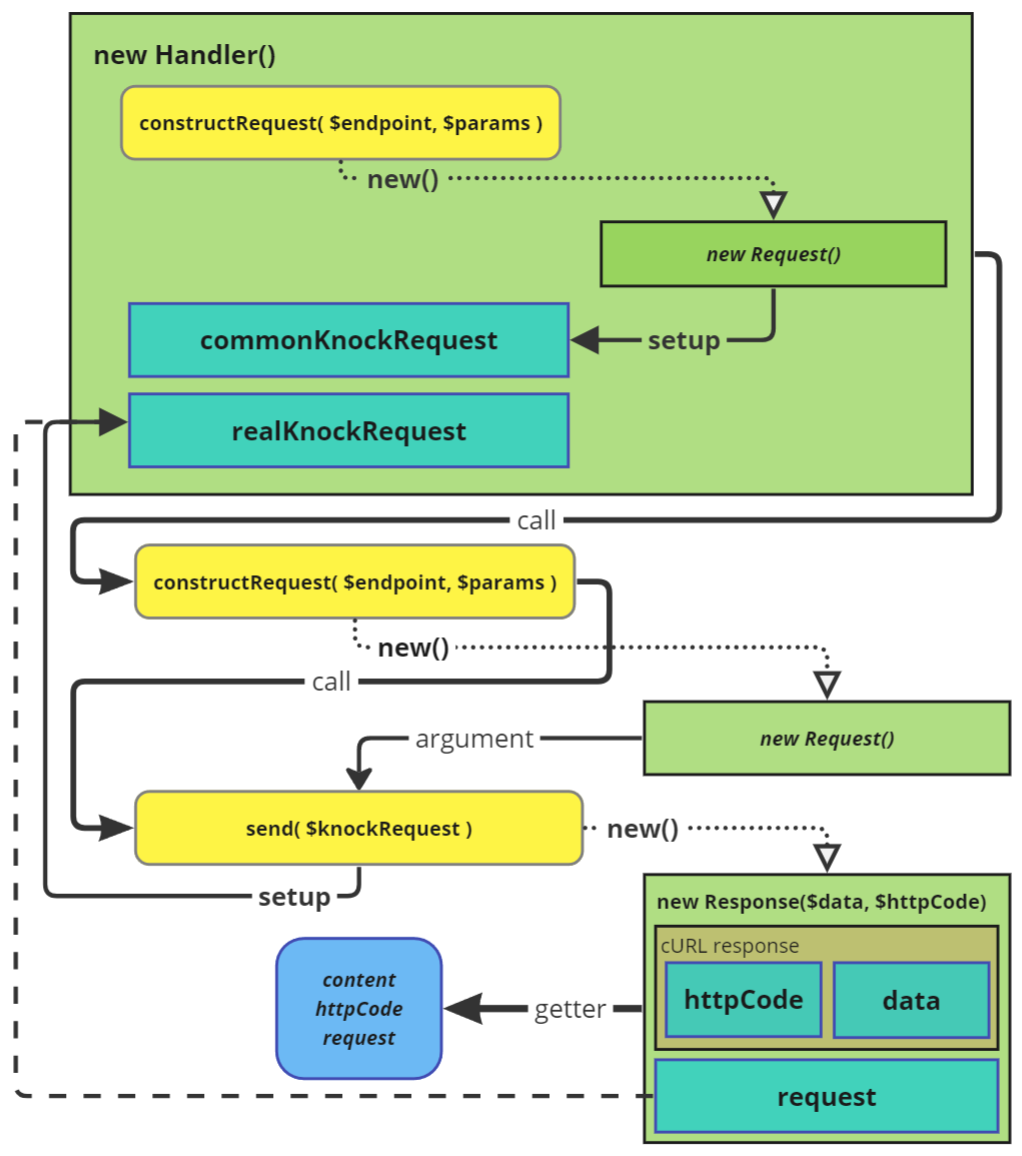 new Handler()
constructRequest( $endpoint, $params )
new()
new Request()
commonKnockRequest
setup
realKnockRequest
call
constructRequest( $endpoint, $params )
new()
call
new Request()
argument
send( $knockRequest )
new()
setup
new Response($data, $httpCode)
cURL response
httpCode
data
content
httpCode
request
getter
request